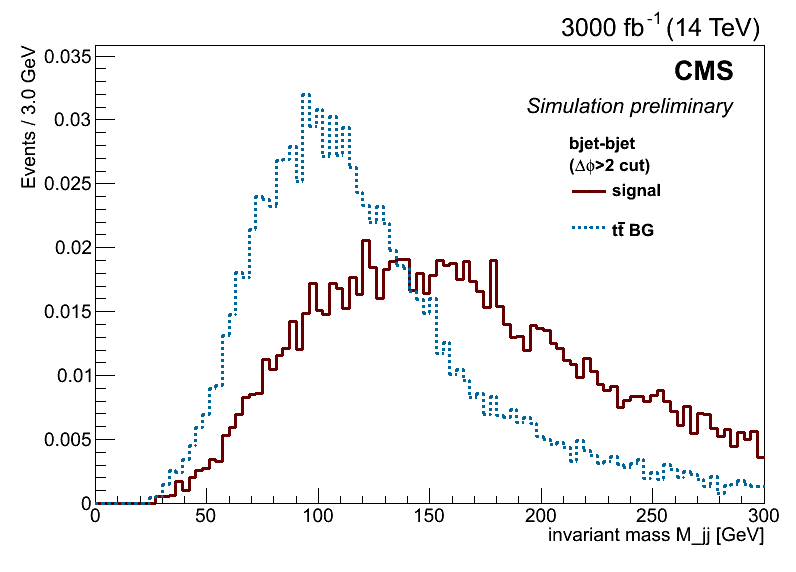 3000 fb⁻¹ (14 TeV)
CMS
Simulation preliminary
bjet-bjet
(Δϕ>2 cut)
signal
tt̄ BG
Events / 3.0 GeV
0.035
0.03
0.025
0.02
0.015
0.01
0.005
0
0 50 100 150 200 250 300
invariant mass M_jj [GeV]